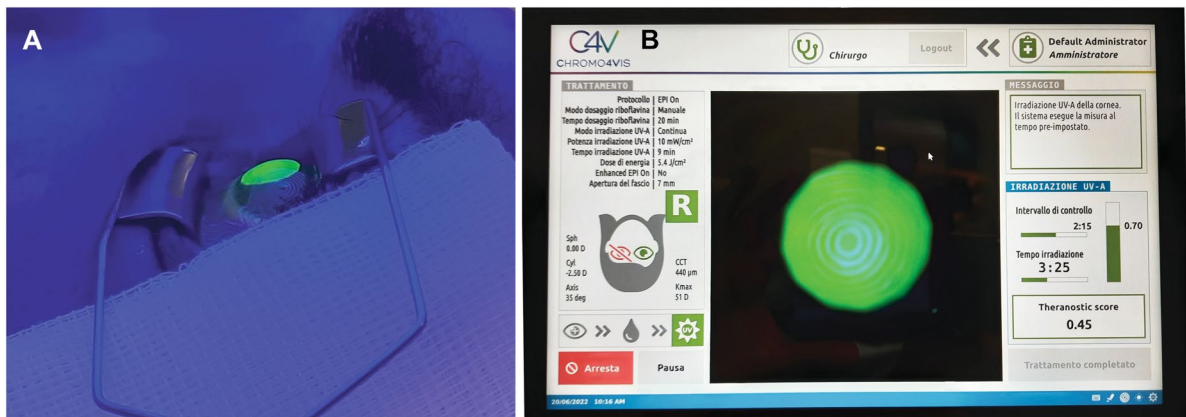 A
B
C4V
CHROMO4VIS
Chirurgo
Logout
Default Administrator
Amministratore
TRATTAMENTO
Protocollo | EPI On
Modo dosaggio riboflavina | Manuale
Tempo dosaggio riboflavina | 20 min
Modo irradiazione UV-A | Continua
Potenza irradiazione UV-A | 10 mW/cm²
Tempo irradiazione UV-A | 9 min
Dose di energia | 5.4 J/cm²
Enhanced EPI On | No
Apertura del fascio | 7 mm
R
Sph
0.00 D
Cyl
-2.50 D
Axis
35 deg
CCT
440 µm
Kmax
51 D
UV
Arresta
Pausa
MESSAGGIO
Irradiazione UV-A della cornea.
Il sistema esegue la misura al
tempo pre-impostato.
IRRADIAZIONE UV-A
Intervallo di controllo
2:15
0.70
Tempo irradiazione
3:25
Theranostic score
0.45
Trattamento completato
20/06/2022 10:16 AM